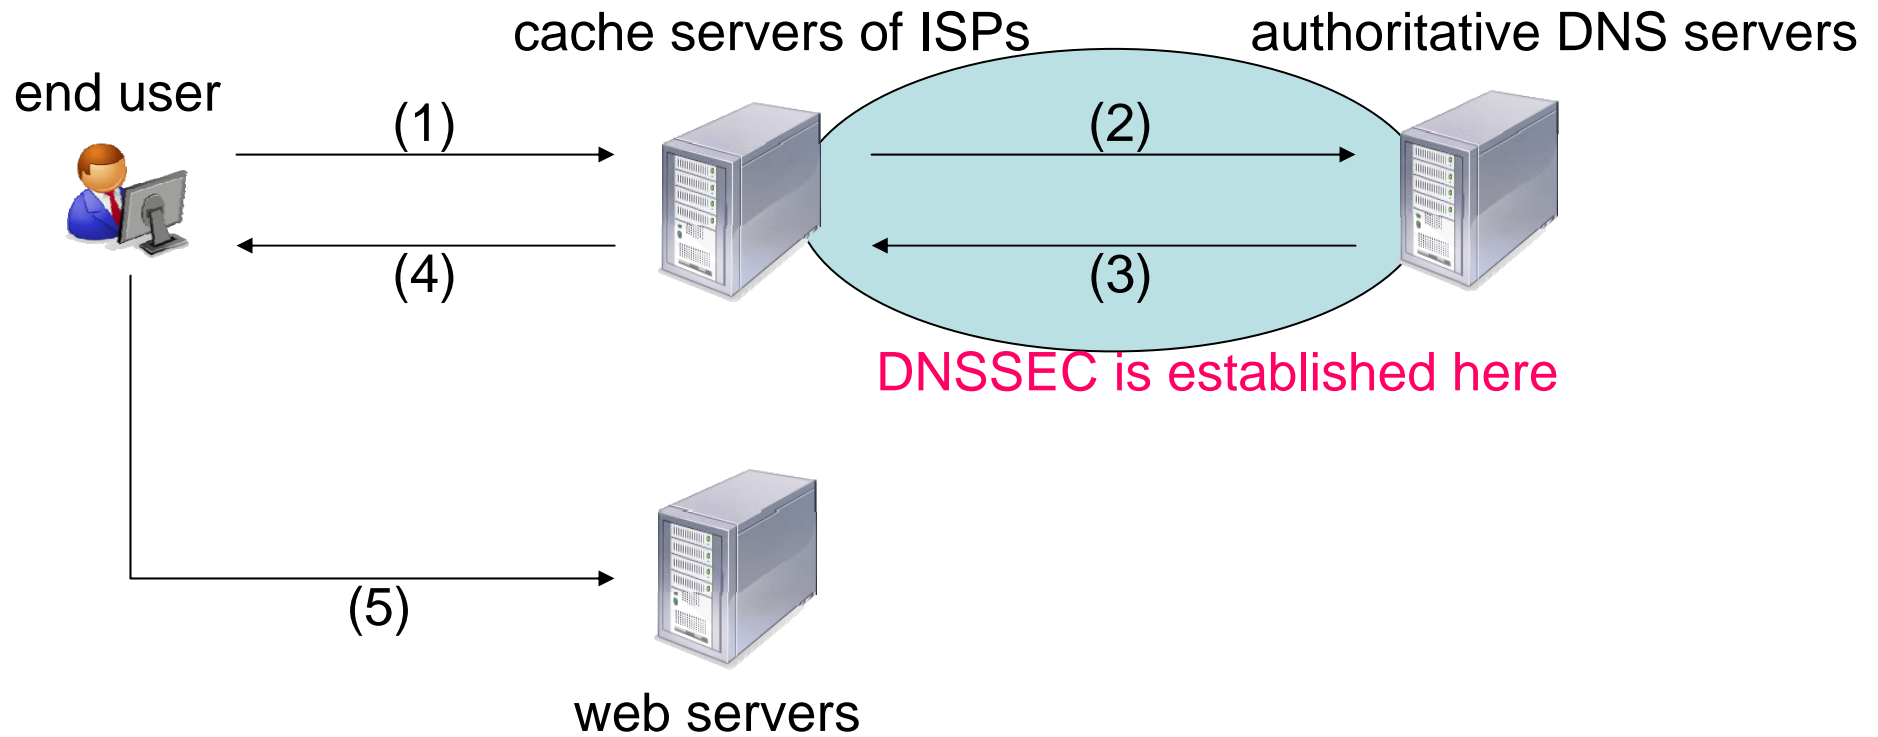 cache servers of ISPs
authoritative DNS servers
end user
(1)
(2)
(4)
(3)
DNSSEC is established here
(5)
web servers